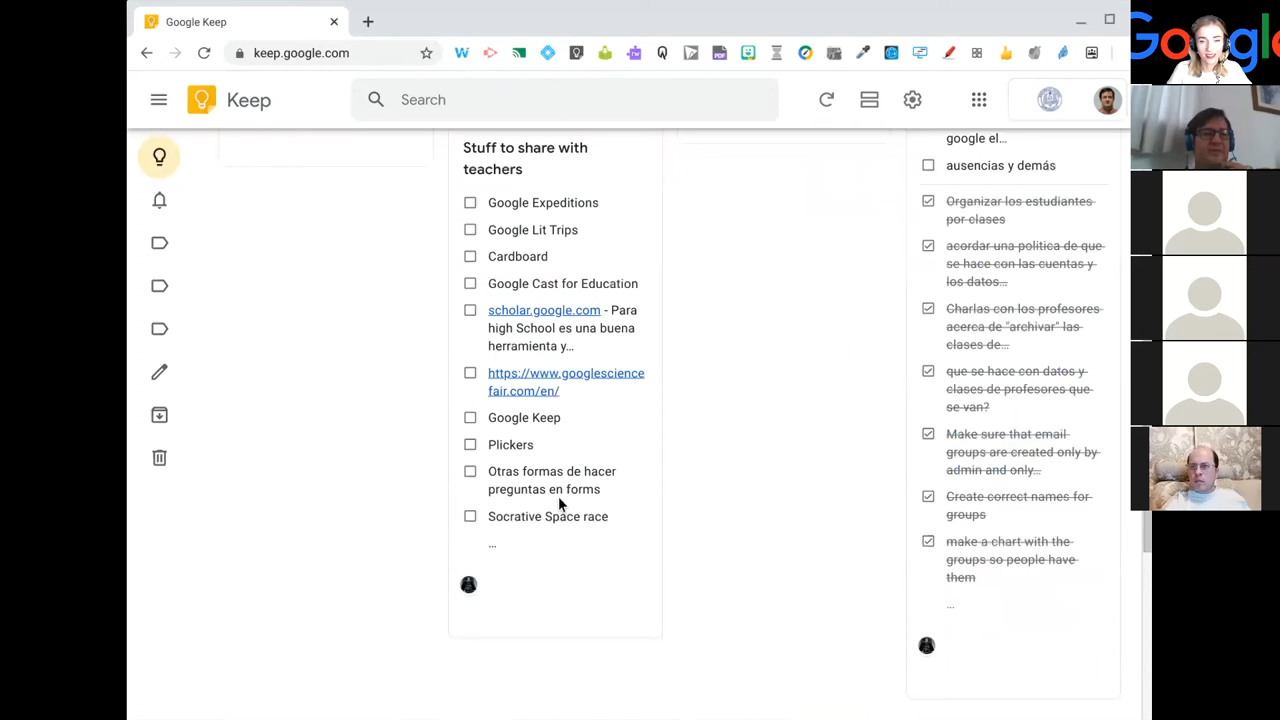 Google Keep
keep.google.com
Keep
Search
Stuff to share with
teachers
Google Expeditions
Google Lit Trips
Cardboard
Google Cast for Education
scholar.google.com - Para
high School es una buena
herramienta y…
https://www.googlescience
fair.com/en/
Google Keep
Plickers
Otras formas de hacer
preguntas en forms
Socrative Space race
…
google el…
ausencias y demás
Organizar los estudiantes
por clases
acordar una politica de que
se hace con las cuentas y
los datos…
Charlas con los profesores
acerca de "archivar" las
clases de…
que se hace con datos y
clases de profesores que
se van?
Make sure that email
groups are created only by
admin and only…
Create correct names for
groups
make a chart with the
groups so people have
them
…
Google